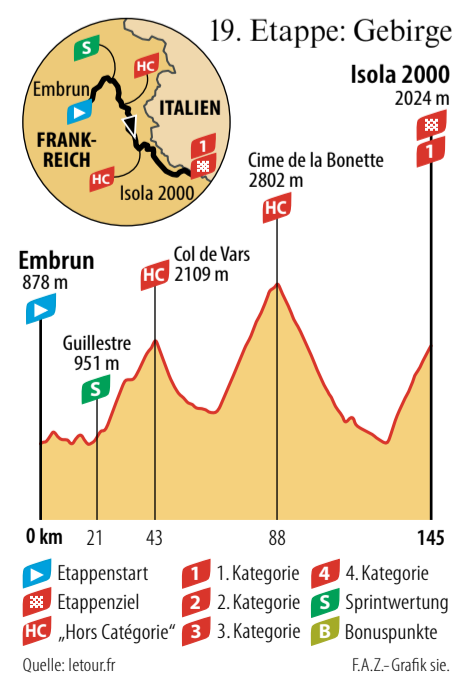 19. Etappe: Gebirge
Isola 2000
2024 m
S
HC
Embrun
ITALIEN
FRANK-
REICH
1
HC
Isola 2000
1
Cime de la Bonette
2802 m
HC
Embrun
878 m
Col de Vars
2109 m
HC
Guillestre
951 m
S
0 km
21
43
88
145
Etappenstart
1 1. Kategorie
4 4. Kategorie
Etappenziel
2 2. Kategorie
S Sprintwertung
HC „Hors Catégorie“
3 3. Kategorie
B Bonuspunkte
Quelle: letour.fr
F.A.Z.-Grafik sie.